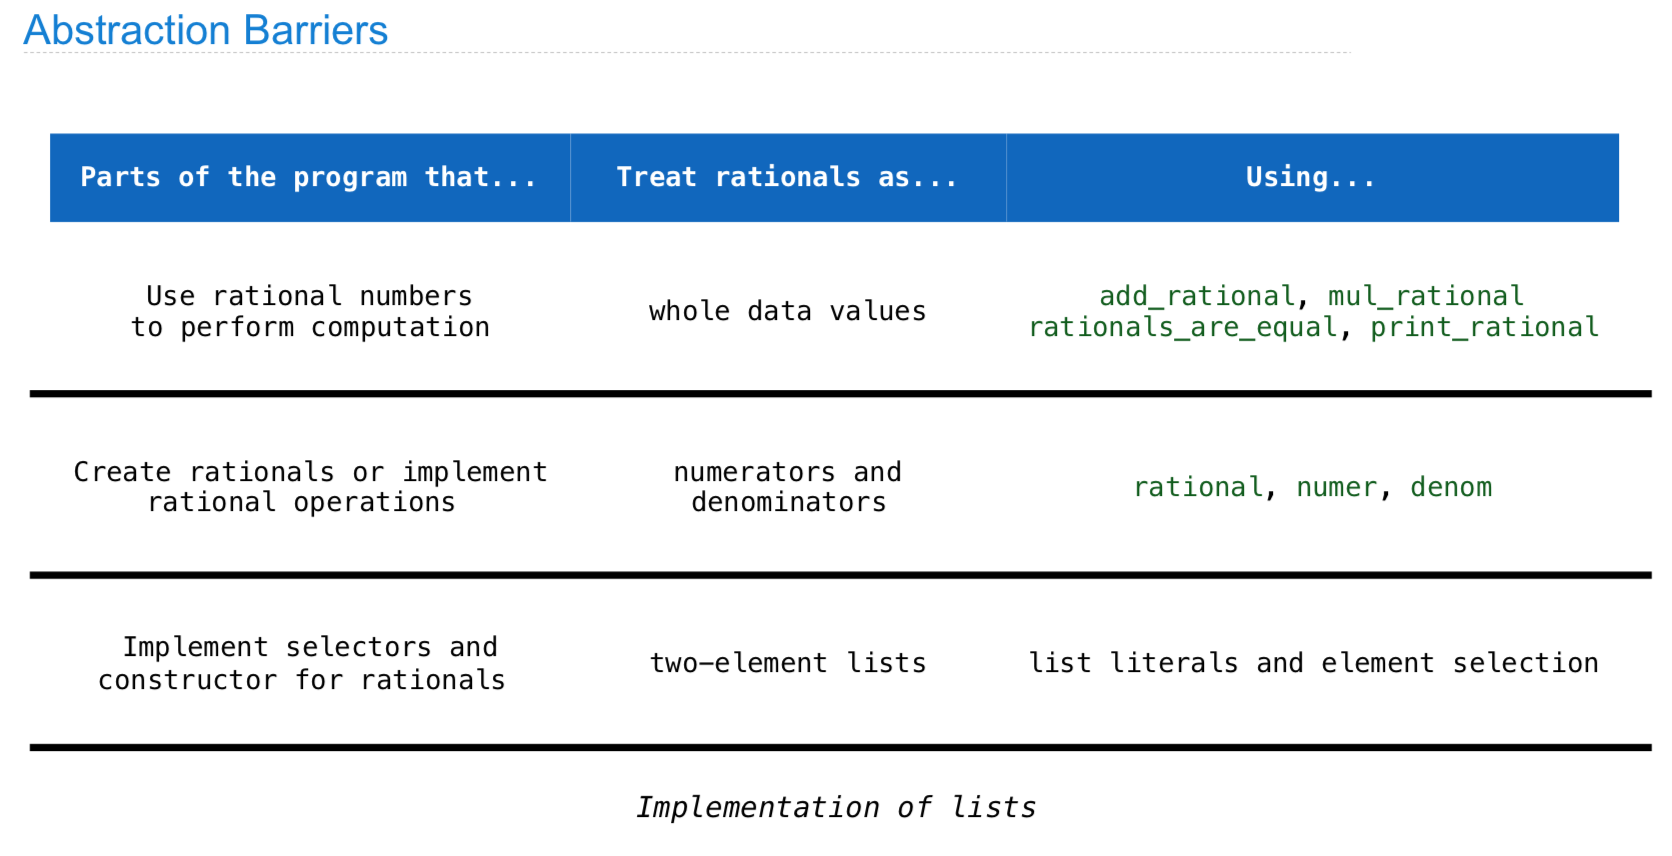 Abstraction Barriers
Parts of the program that...
Treat rationals as...
Using...
Use rational numbers
to perform computation
whole data values
add_rational, mul_rational
rationals_are_equal, print_rational
Create rationals or implement
rational operations
numerators and
denominators
rational, numer, denom
Implement selectors and
constructor for rationals
two—element lists
list literals and element selection
Implementation of lists